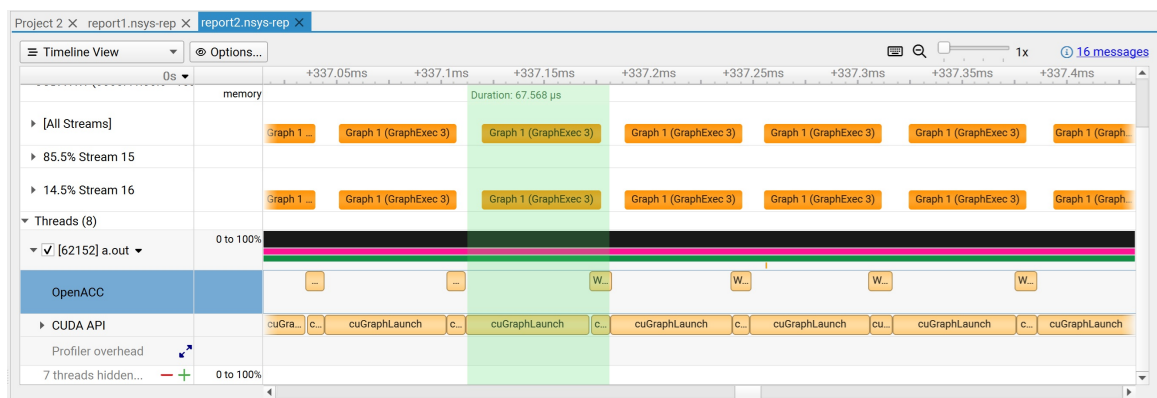 Project 2 × report1.nsys-rep × report2.nsys-rep ×
Timeline View Options... 1x 16 messages
0s +337.05ms +337.1ms +337.15ms +337.2ms +337.25ms +337.3ms +337.35ms +337.4ms
memory Duration: 67.568 µs
[All Streams] Graph 1 ... Graph 1 (GraphExec 3) Graph 1 (GraphExec 3) Graph 1 (GraphExec 3) Graph 1 (GraphExec 3) Graph 1 (GraphExec 3) Graph 1 (Graph...
85.5% Stream 15
14.5% Stream 16 Graph 1 ... Graph 1 (GraphExec 3) Graph 1 (GraphExec 3) Graph 1 (GraphExec 3) Graph 1 (GraphExec 3) Graph 1 (GraphExec 3) Graph 1 (Graph...
Threads (8)
[62152] a.out 0 to 100%
OpenACC ... ... W... W... W... W...
CUDA API cuGra... c... cuGraphLaunch c... cuGraphLaunch c... cuGraphLaunch c... cuGraphLaunch cu... cuGraphLaunch c... cuGraphLaunch
Profiler overhead
7 threads hidden... 0 to 100%